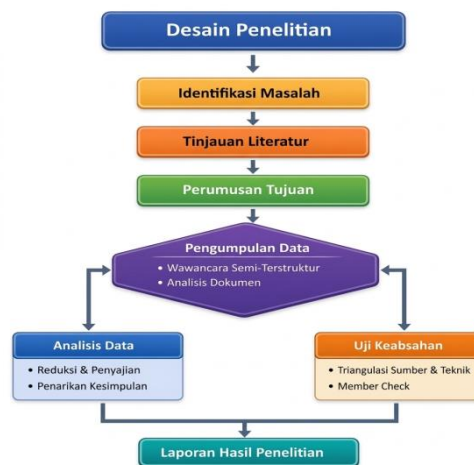 Desain Penelitian
Identifikasi Masalah
Tinjauan Literatur
Perumusan Tujuan
Pengumpulan Data
• Wawancara Semi-Terstruktur
• Analisis Dokumen
Analisis Data
• Reduksi & Penyajian
• Penarikan Kesimpulan
Uji Keabsahan
• Triangulasi Sumber & Teknik
• Member Check
Laporan Hasil Penelitian